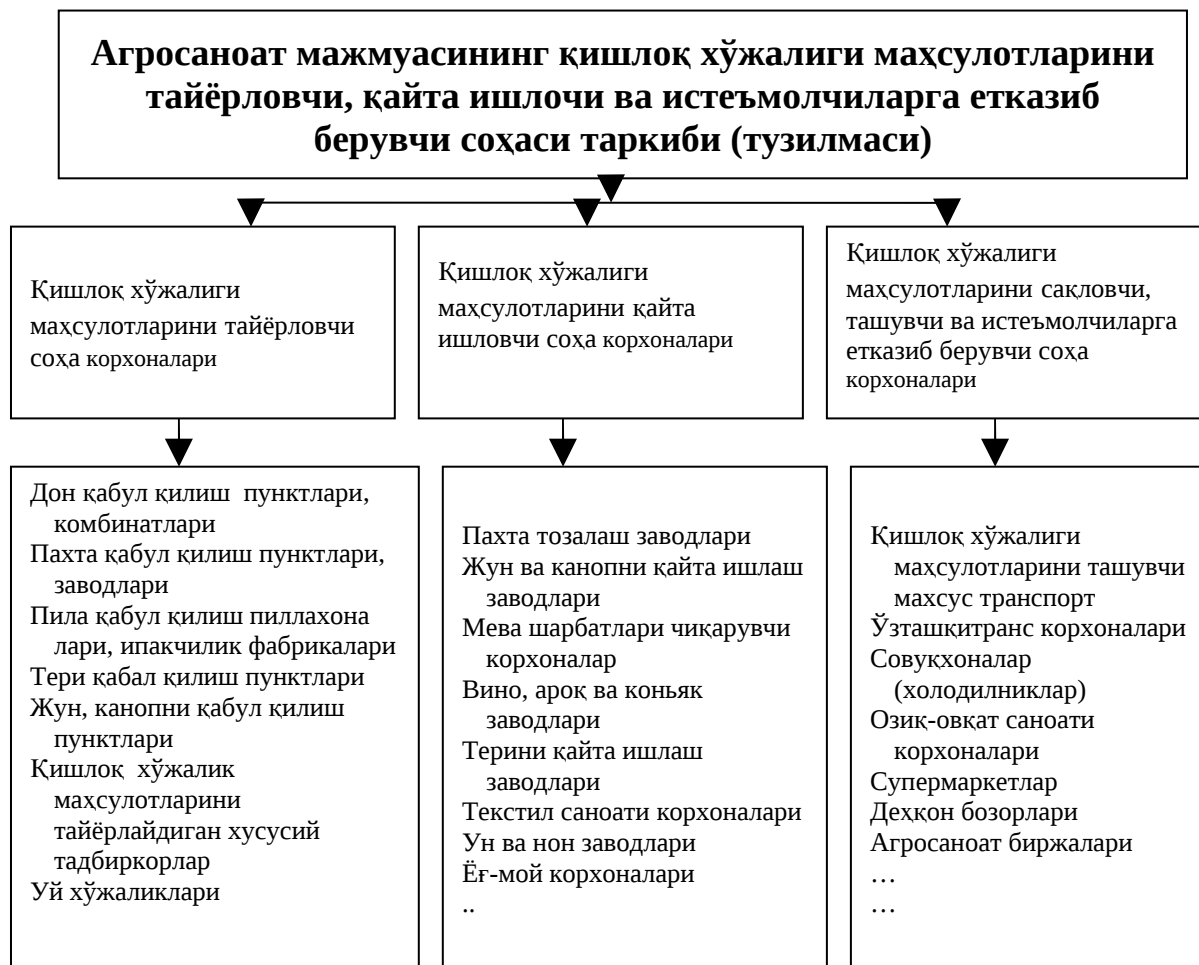 Агросаноат мажмуасининг қишлоқ хўжалиги маҳсулотларини
тайёрловчи, қайта ишлочи ва истеъмолчиларга етказиб
берувчи соҳаси таркиби (тузилмаси)
Қишлоқ хўжалиги
маҳсулотларини тайёрловчи
соҳа корхоналари
Қишлоқ хўжалиги
маҳсулотларини қайта
ишловчи соҳа корхоналари
Қишлоқ хўжалиги
маҳсулотларини сақловчи,
ташувчи ва истеъмолчиларга
етказиб берувчи соҳа
корхоналари
Дон қабул қилиш пунктлари,
комбинатлари
Пахта қабул қилиш пунктлари,
заводлари
Пила қабул қилиш пиллахона
лари, ипакчилик фабрикалари
Тери қабал қилиш пунктлари
Жун, канопни қабул қилиш
пунктлари
Қишлоқ хўжалик
маҳсулотларини
тайёрлайдиган хусусий
тадбиркорлар
Уй хўжаликлари
Пахта тозалаш заводлари
Жун ва канопни қайта ишлаш
заводлари
Мева шарбатлари чиқарувчи
корхоналар
Вино, ароқ ва коньяк
заводлари
Терини қайта ишлаш
заводлари
Текстил саноати корхоналари
Ун ва нон заводлари
Ёғ-мой корхоналари
..
Қишлоқ хўжалиги
маҳсулотларини ташувчи
махсус транспорт
Ўзташқитранс корхоналари
Совуқхоналар
(холодилниклар)
Озиқ-овқат саноати
корхоналари
Супермаркетлар
Деҳқон бозорлари
Агросаноат биржалари
…
…